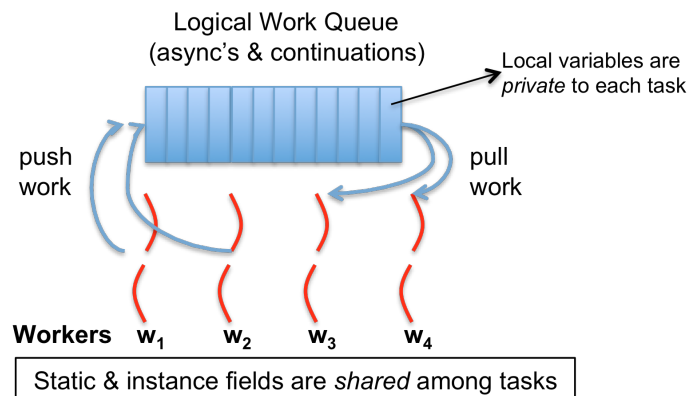 Logical Work Queue
(async's & continuations)
Local variables are
private to each task
push
work
pull
work
Workers w1 w2 w3 w4
Static & instance fields are shared among tasks